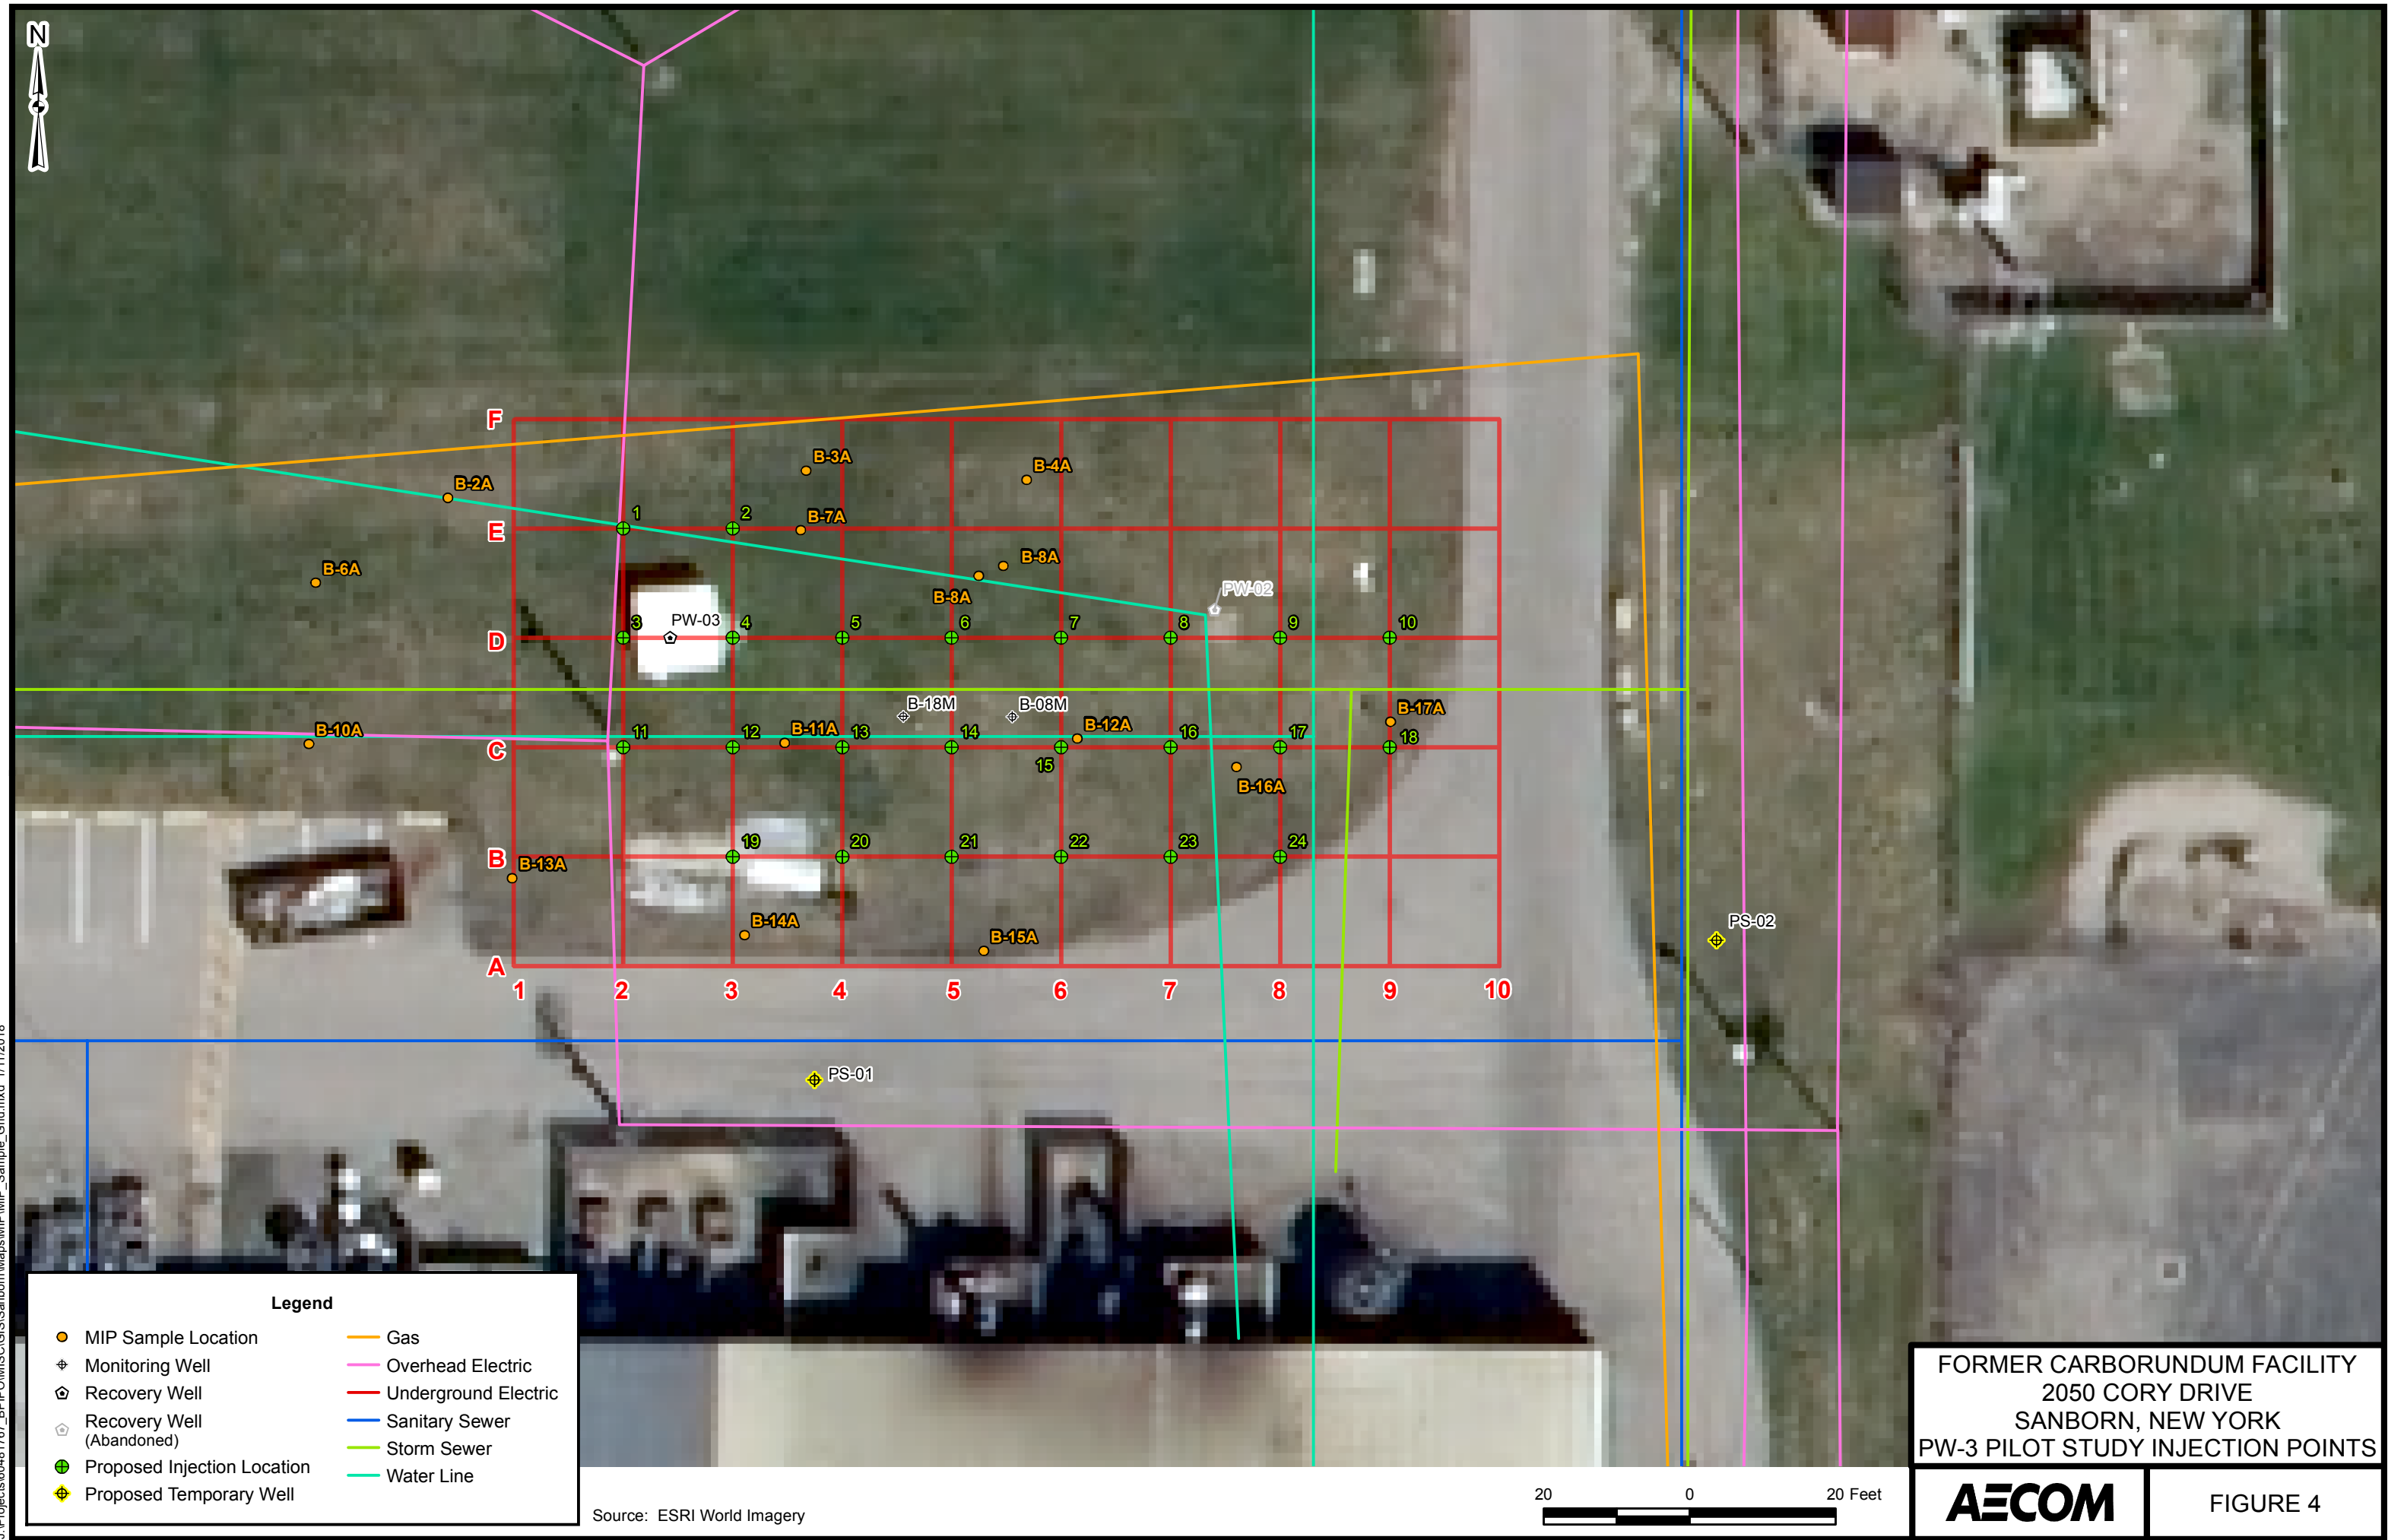 N
F
B-3A
B-4A
B-2A
1
2
B-7A
E
B-6A
B-8A
B-8A
PW-02
3
PW-03
4
5
6
7
8
9
10
D
B-18M
B-08M
B-17A
B-10A
11
12
B-11A
13
14
B-12A
16
17
18
C
15
B-16A
19
20
21
22
23
24
B
B-13A
B-14A
B-15A
PS-02
A
1
2
3
4
5
6
7
8
9
10
PS-01
Legend
MIP Sample Location
Monitoring Well
Recovery Well
Recovery Well
(Abandoned)
Proposed Injection Location
Proposed Temporary Well
Gas
Overhead Electric
Underground Electric
Sanitary Sewer
Storm Sewer
Water Line
Source: ESRI World Imagery
20 0 20 Feet
FORMER CARBORUNDUM FACILITY
2050 CORY DRIVE
SANBORN, NEW YORK
PW-3 PILOT STUDY INJECTION POINTS
AECOM
FIGURE 4